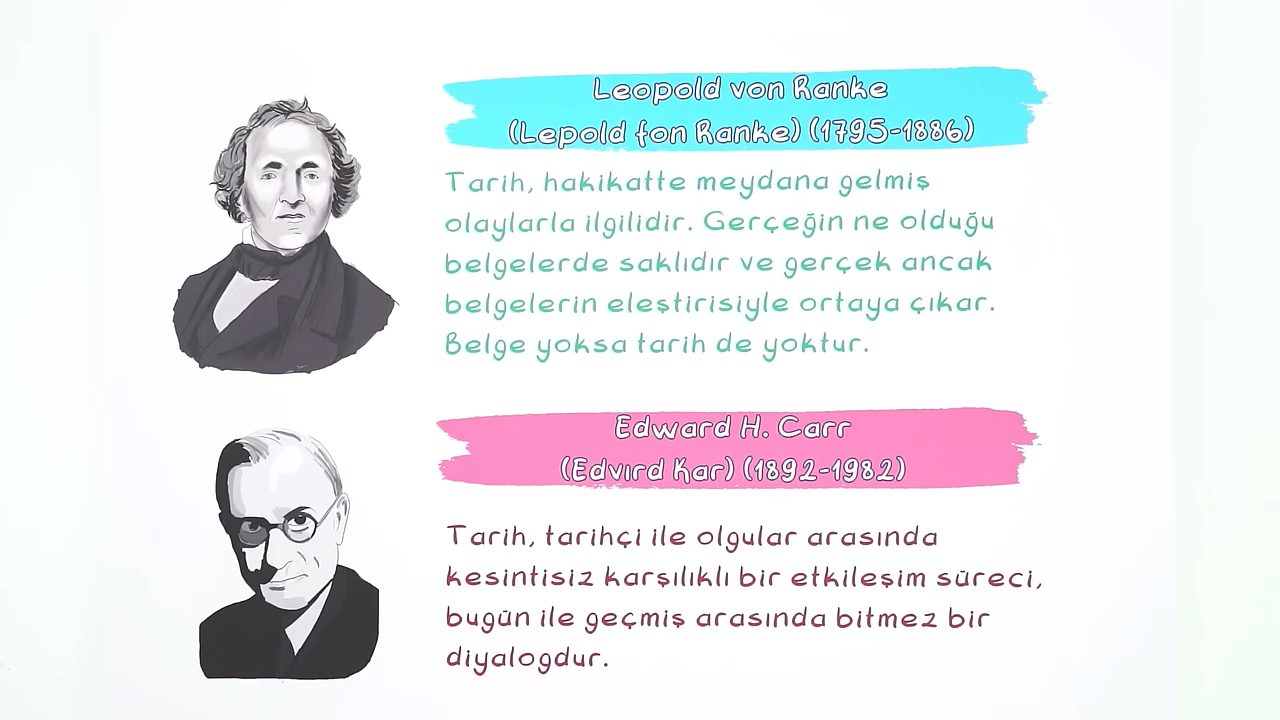 Leopold von Ranke
(Lepold fon Ranke) (1795-1886)
Tarih, hakikatte meydana gelmiş
olaylarla ilgilidir. Gerçeğin ne olduğu
belgelerde saklıdır ve gerçek ancak
belgelerin eleştirisiyle ortaya çıkar.
Belge yoksa tarih de yoktur.
Edward H. Carr
(Edvırd Kar) (1892-1982)
Tarih, tarihçi ile olgular arasında
kesintisiz karşılıklı bir etkileşim süreci,
bugün ile geçmiş arasında bitmez bir
diyalogdur.